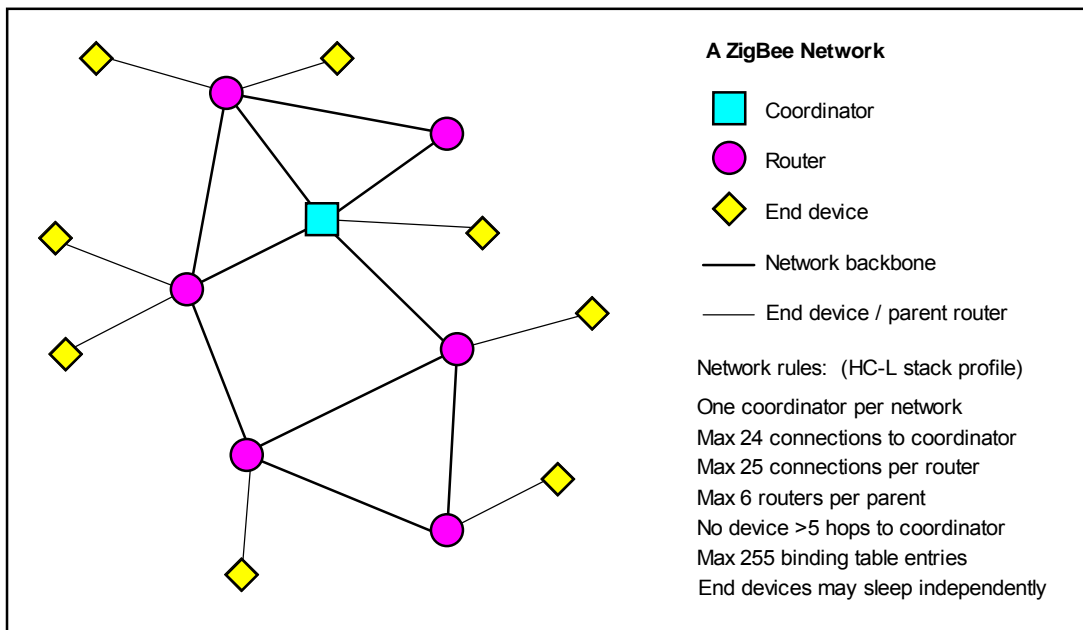 A ZigBee Network
Coordinator
Router
End device
Network backbone
End device / parent router
Network rules: (HC-L stack profile)
One coordinator per network
Max 24 connections to coordinator
Max 25 connections per router
Max 6 routers per parent
No device >5 hops to coordinator
Max 255 binding table entries
End devices may sleep independently